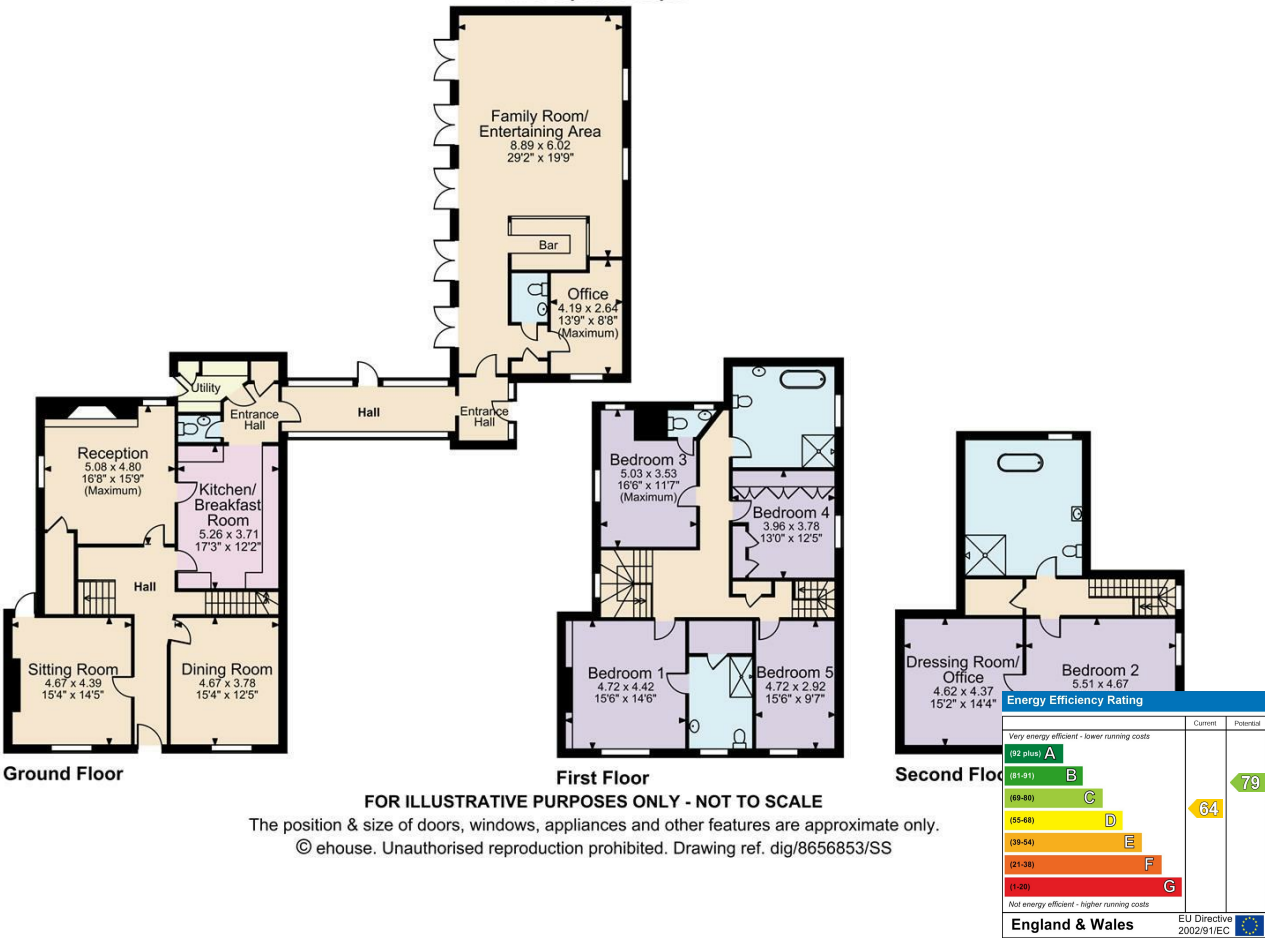 Family Room/
Entertaining Area
8.89 x 6.02
29'2" x 19'9"
Bar
Office
4.19 x 2.64
13'9" x 8'8"
(Maximum)
Utility
Entrance
Hall
Hall
Entrance
Hall
Reception
5.08 x 4.80
16'8" x 15'9"
(Maximum)
Kitchen/
Breakfast
Room
5.26 x 3.71
17'3" x 12'2"
Hall
Sitting Room
4.67 x 4.39
15'4" x 14'5"
Dining Room
4.67 x 3.78
15'4" x 12'5"
Ground Floor
Bedroom 3
5.03 x 3.53
16'6" x 11'7"
(Maximum)
Bedroom 4
3.96 x 3.78
13'0" x 12'5"
Bedroom 1
4.72 x 4.42
15'6" x 14'6"
Bedroom 5
4.72 x 2.92
15'6" x 9'7"
First Floor
Dressing Room/
Office
4.62 x 4.37
15'2" x 14'4"
Bedroom 2
5.51 x 4.67
Second Floo
FOR ILLUSTRATIVE PURPOSES ONLY - NOT TO SCALE
The position & size of doors, windows, appliances and other features are approximate only.
© ehouse. Unauthorised reproduction prohibited. Drawing ref. dig/8656853/SS
Energy Efficiency Rating
Current Potential
Very energy efficient - lower running costs
(92 plus) A
(81-91) B
(69-80) C
(55-68) D
(39-54) E
(21-38) F
(1-20) G
64
79
Not energy efficient - higher running costs
England & Wales
EU Directive
2002/91/EC